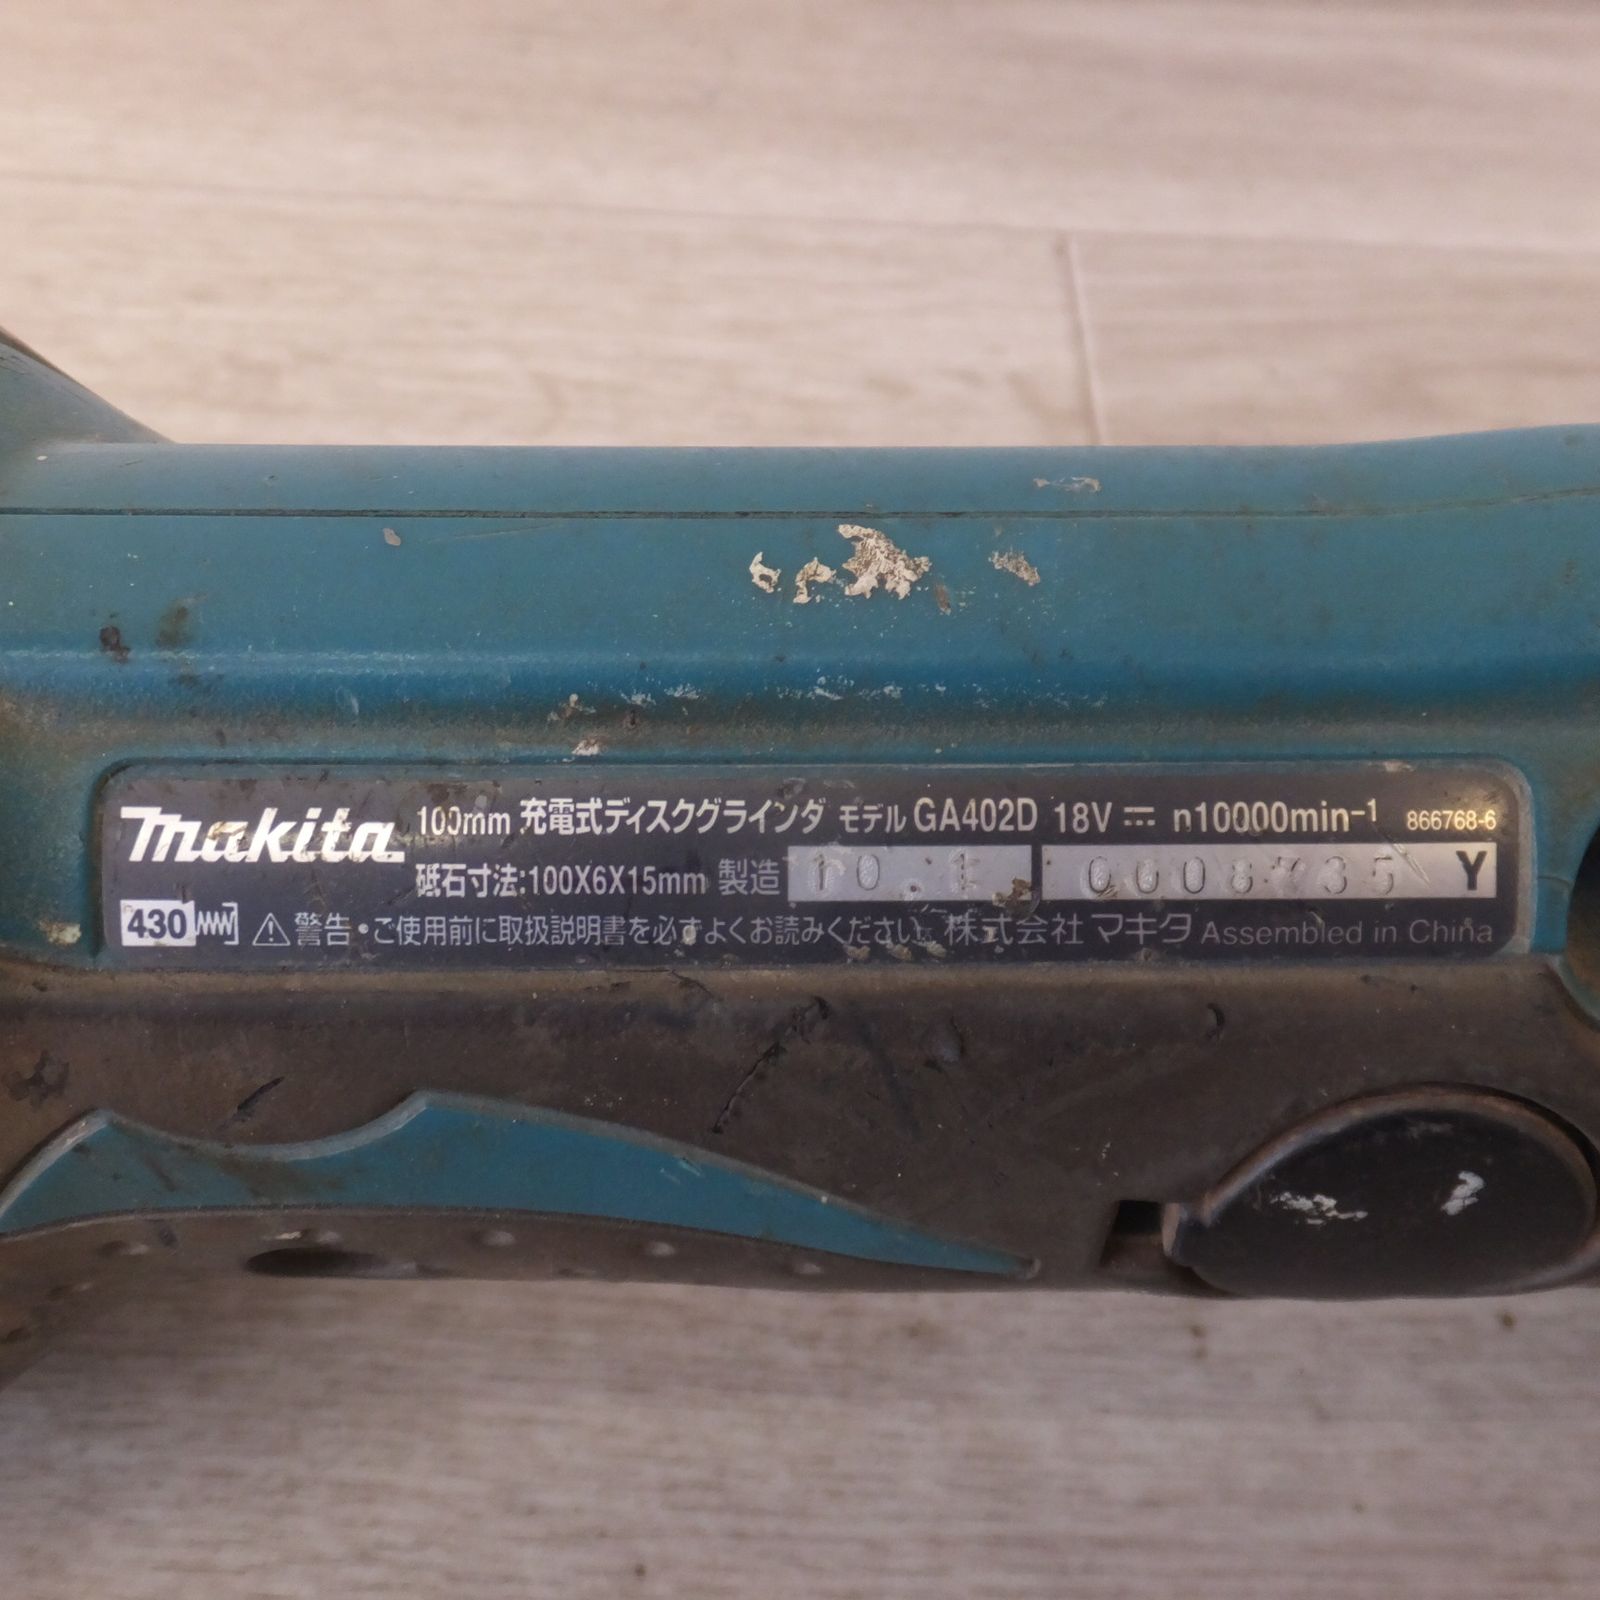 makita 100mm 充電式ディスクグラインダ モデル GA402D 18V ⎓ n10000min⁻¹ 866768-6
砥石寸法:100X6X15mm 製造 10.1 Y
430 ⚠ 警告・ご使用前に取扱説明書を必ずよくお読みください。 株式会社マキタ Assembled in China